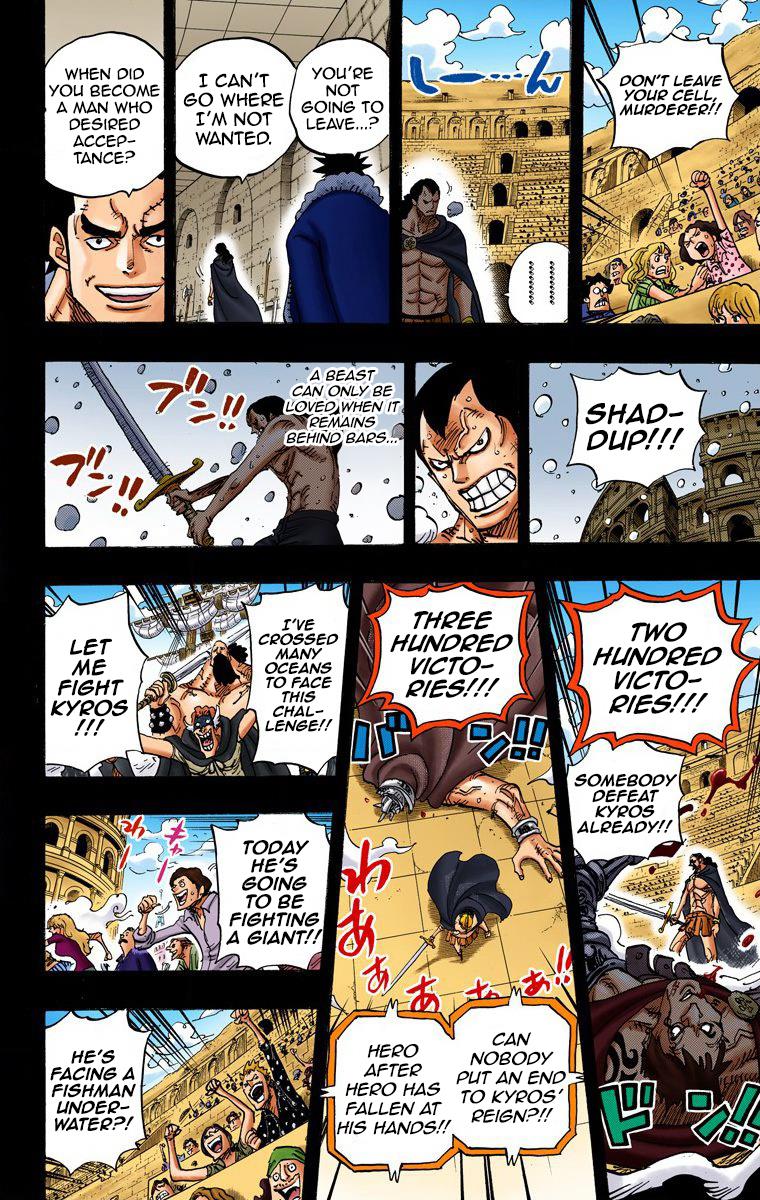 DON'T LEAVE
YOUR CELL,
MURDERER!!
しーー…ん
YOU'RE
NOT
GOING TO
LEAVE...?
I CAN'T
GO WHERE
I'M NOT
WANTED.
WHEN DID
YOU BECOME
A MAN WHO
DESIRED
ACCEP-
TANCE?
SHAD-
DUP!!!
A BEAST
CAN ONLY BE
LOVED WHEN IT
REMAINS
BEHIND BARS...
ブン!!
TWO
HUNDRED
VICTO-
RIES!!!
SOMEBODY
DEFEAT
KYROS
ALREADY!!
ドン!!
THREE
HUNDRED
VICTO-
RIES!!!
バン!!
わあああああ!!
CAN
NOBODY
PUT AN END
TO KYROS'
REIGN?!!
HERO
AFTER
HERO HAS
FALLEN AT
HIS HANDS!!
I'VE
CROSSED
MANY
OCEANS
TO FACE
THIS
CHAL-
LENGE!!
LET
ME
FIGHT
KYROS
!!!
TODAY
HE'S
GOING
TO BE
FIGHTING
A GIANT!!
HE'S
FACING A
FISHMAN
UNDER-
WATER?!